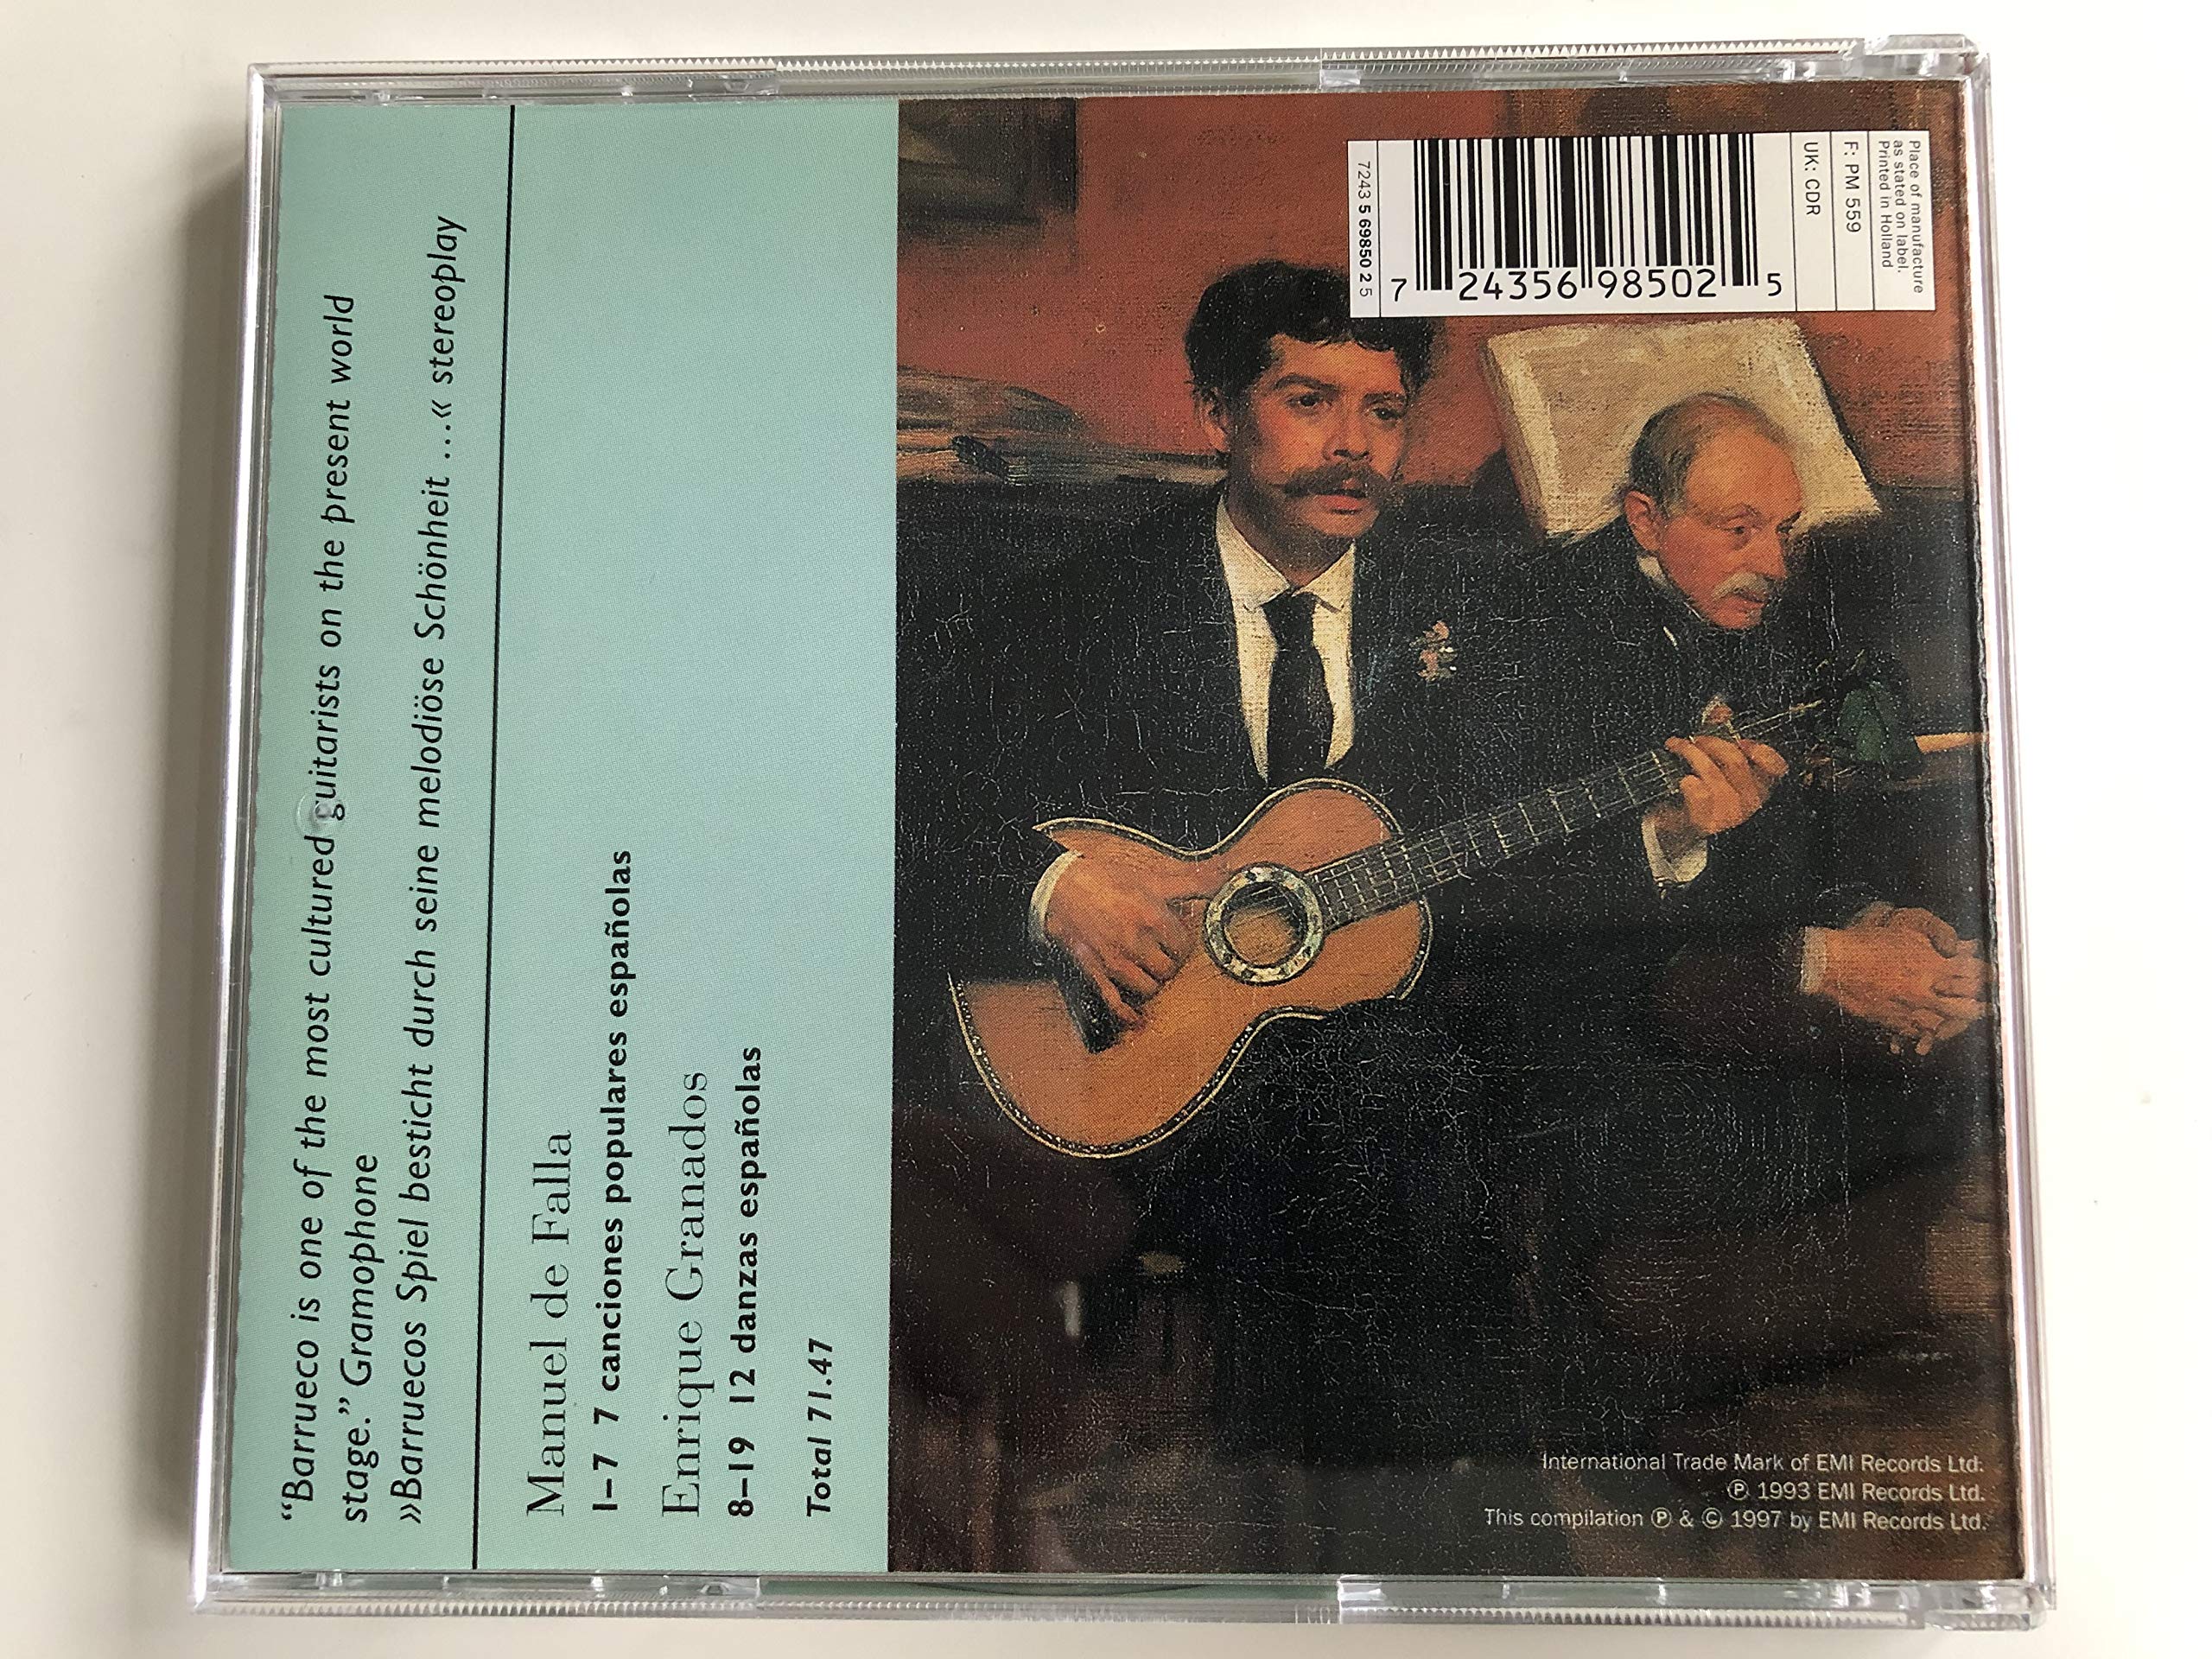 “Barrueco is one of the most cultured guitarists on the present world
stage.” Gramophone
»Barruecos Spiel besticht durch seine melodiöse Schönheit ...« stereoplay
Manuel de Falla
1–7 7 canciones populares españolas
Enrique Granados
8–19 12 danzas españolas
Total 71.47
Place of manufacture
as stated on label.
Printed in Holland
F: PM 559
UK: CDR
7 24356 98502 5
7243 5 69850 2 5
International Trade Mark of EMI Records Ltd.
℗ 1993 EMI Records Ltd.
This compilation ℗ & © 1997 by EMI Records Ltd.